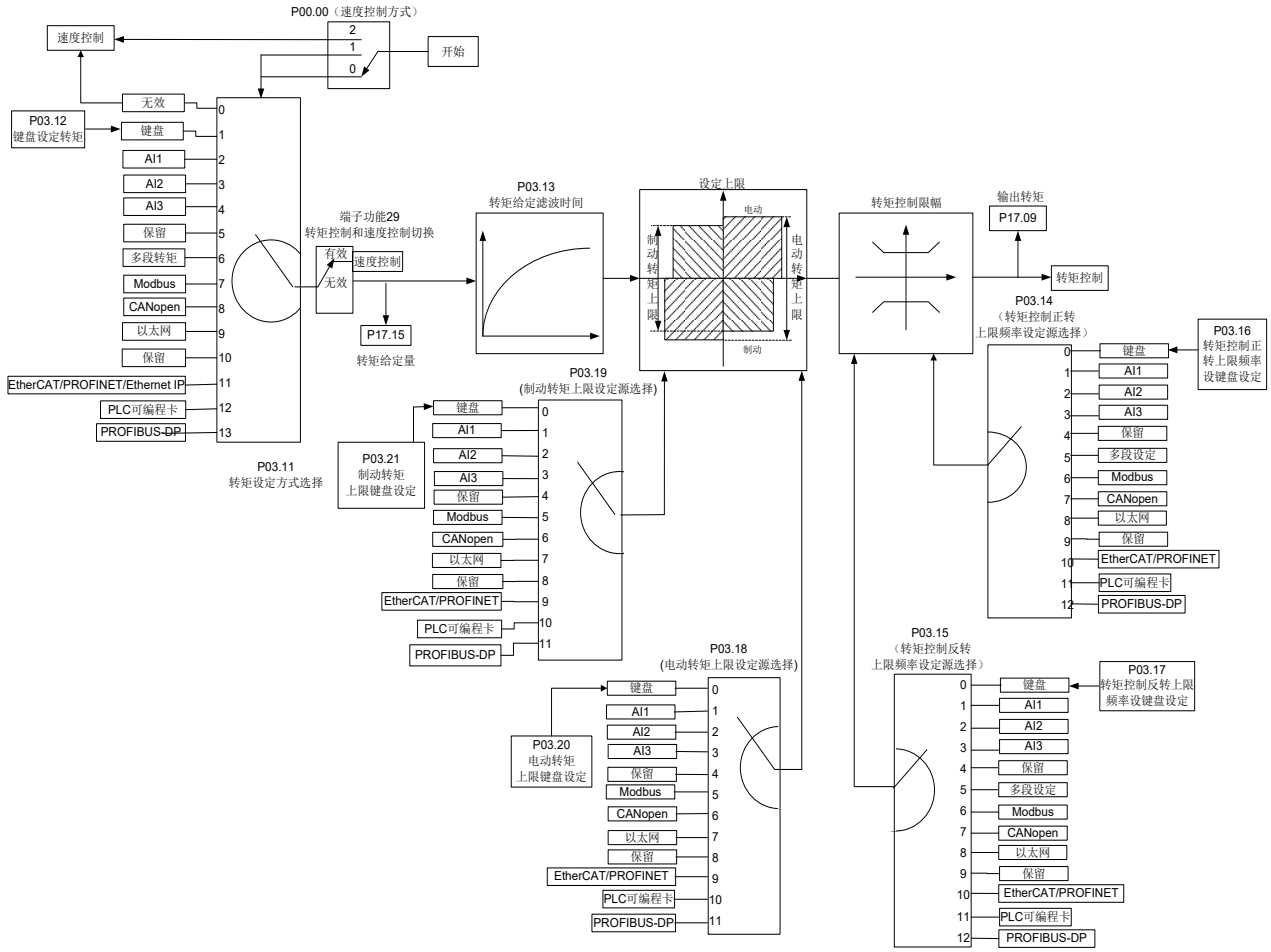 P00.00（速度控制方式）
2
1
0
开始
速度控制
无效
0
P03.12
键盘设定转矩
键盘
1
AI1
2
AI2
3
AI3
4
保留
5
多段转矩
6
Modbus
7
CANopen
8
以太网
9
保留
10
EtherCAT/PROFINET/Ethernet IP
11
PLC可编程卡
12
PROFIBUS-DP
13
P03.11
转矩设定方式选择
端子功能29
转矩控制和速度控制切换
有效
速度控制
无效
P17.15
转矩给定量
P03.13
转矩给定滤波时间
设定上限
电动
制动转矩上限
电动转矩上限
制动
转矩控制限幅
输出转矩
P17.09
转矩控制
P03.14
（转矩控制正转
上限频率设定源选择）
P03.16
转矩控制正
转上限频率
设键盘设定
0
键盘
1
AI1
2
AI2
3
AI3
4
保留
5
多段设定
6
Modbus
7
CANopen
8
以太网
9
保留
10
EtherCAT/PROFINET
11
PLC可编程卡
12
PROFIBUS-DP
P03.19
(制动转矩上限设定源选择)
P03.21
制动转矩
上限键盘设定
键盘
0
AI1
1
AI2
2
AI3
3
保留
4
Modbus
5
CANopen
6
以太网
7
保留
8
EtherCAT/PROFINET
9
PLC可编程卡
10
PROFIBUS-DP
11
P03.18
(电动转矩上限设定源选择)
P03.20
电动转矩
上限键盘设定
键盘
0
AI1
1
AI2
2
AI3
3
保留
4
Modbus
5
CANopen
6
以太网
7
保留
8
EtherCAT/PROFINET
9
PLC可编程卡
10
PROFIBUS-DP
11
P03.15
（转矩控制反转
上限频率设定源选择）
P03.17
转矩控制反转上限
频率设键盘设定
0
键盘
1
AI1
2
AI2
3
AI3
4
保留
5
多段设定
6
Modbus
7
CANopen
8
以太网
9
保留
10
EtherCAT/PROFINET
11
PLC可编程卡
12
PROFIBUS-DP